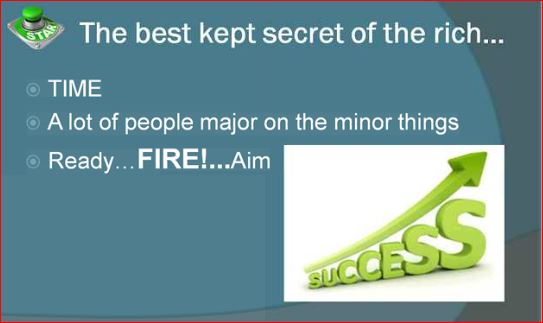 STAR
The best kept secret of the rich...
TIME
A lot of people major on the minor things
Ready...FIRE!...Aim
SUCCESS